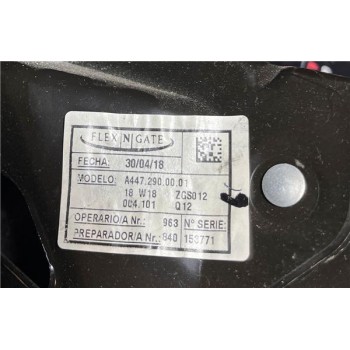 FLEX N GATE
FECHA: 30/04/18
MODELO: A447.290.00.01
18 W18 ZGS012
004.101 Q12
OPERARIO/A Nr.: 963 Nº SERIE:
PREPARADOR/A Nr.: 840 153771